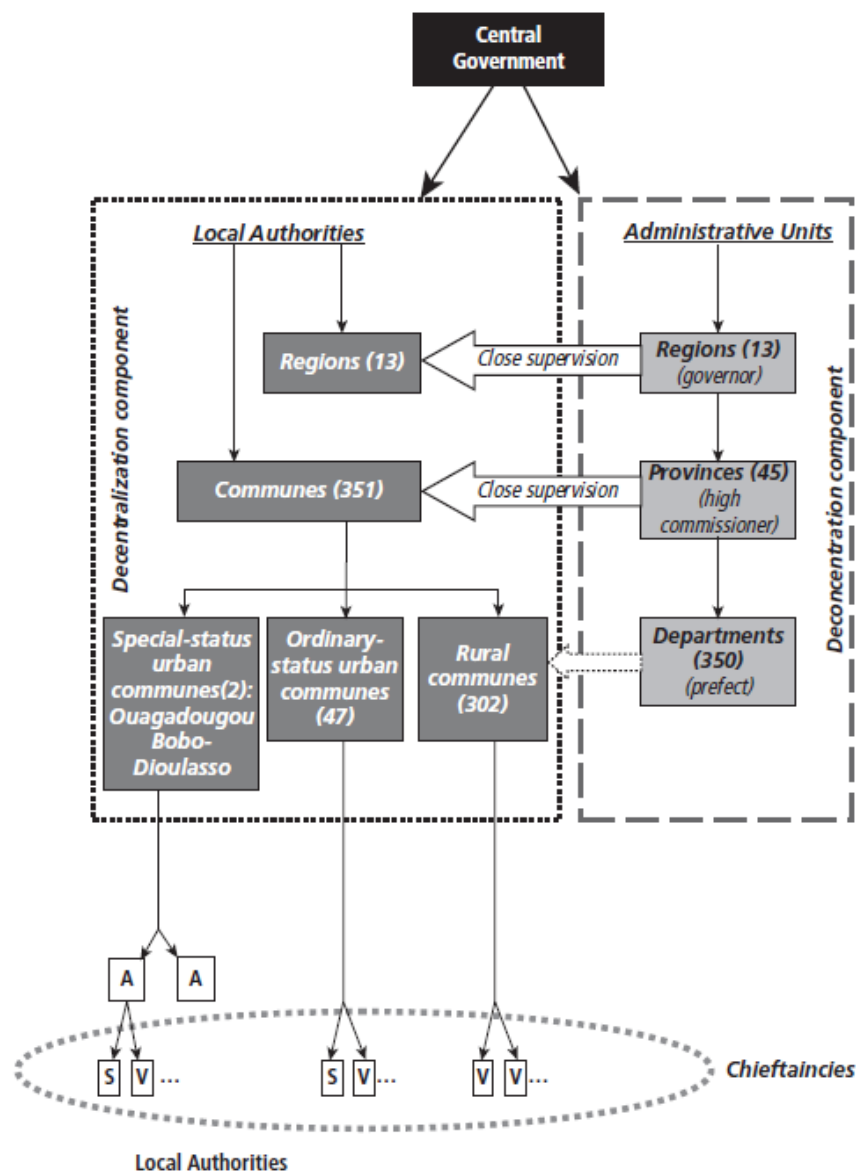 Central
Government
Local Authorities
Administrative Units
Decentralization component
Deconcentration component
Regions (13)
Close supervision
Regions (13)
(governor)
Communes (351)
Close supervision
Provinces (45)
(high
commissioner)
Special-status
urban
communes(2):
Ouagadougou
Bobo-
Dioulasso
Ordinary-
status urban
communes
(47)
Rural
communes
(302)
Departments
(350)
(prefect)
A
A
S
V...
S
V...
V
V...
Chieftaincies
Local Authorities